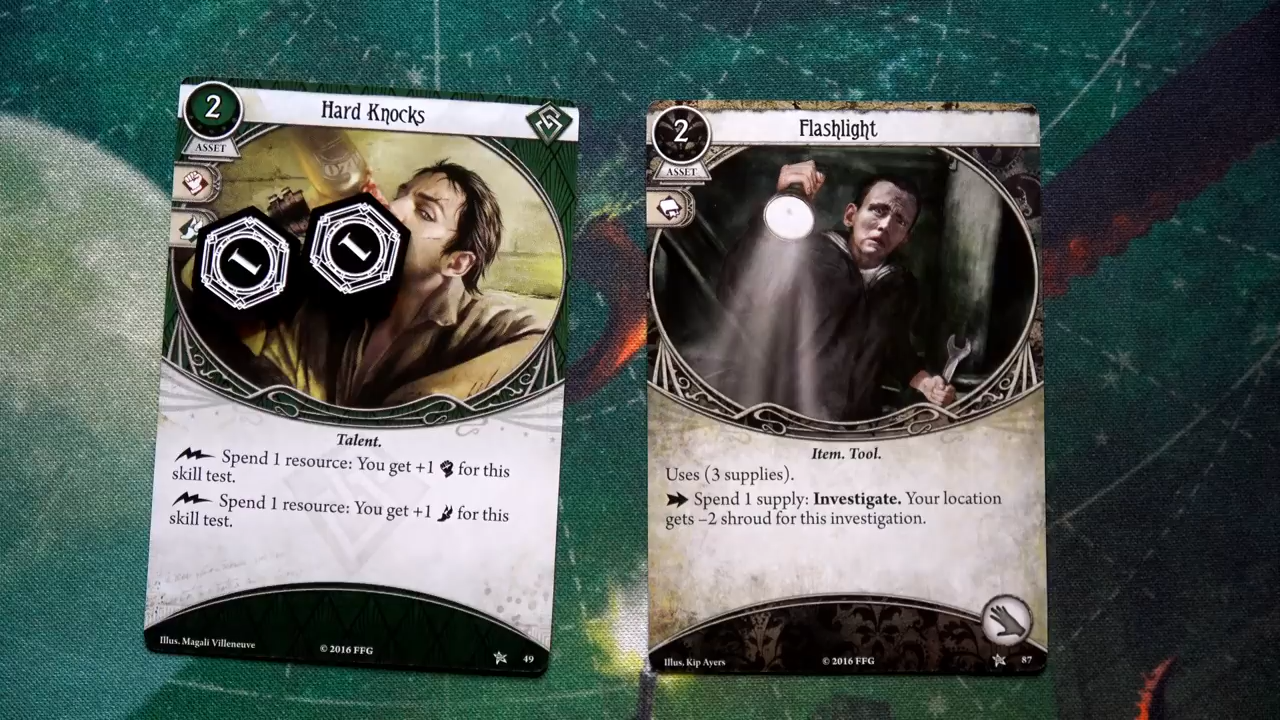 2
Hard Knocks
ASSET
I
I
Talent.
Spend 1 resource: You get +1 for this
skill test.
Spend 1 resource: You get +1 for this
skill test.
Illus. Magali Villeneuve
© 2016 FFG
49
2
Flashlight
ASSET
Item. Tool.
Uses (3 supplies).
Spend 1 supply: Investigate. Your location
gets –2 shroud for this investigation.
Illus. Kip Ayers
© 2016 FFG
87